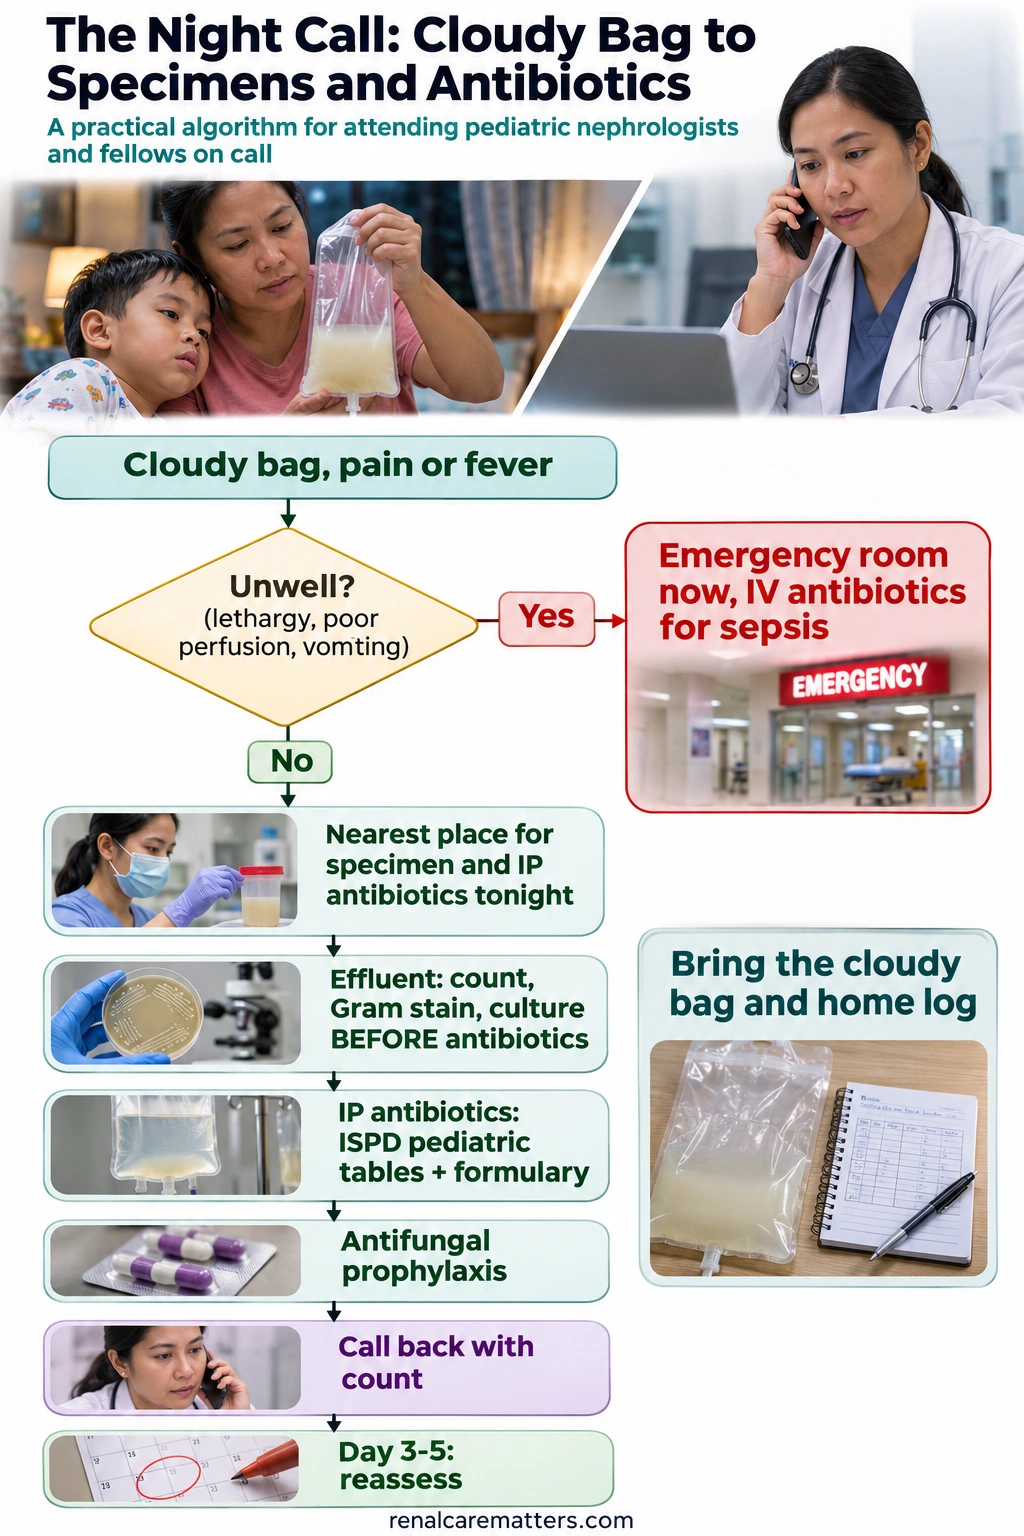 The Night Call: Cloudy Bag to
Specimens and Antibiotics
A practical algorithm for attending pediatric nephrologists
and fellows on call
Cloudy bag, pain or fever
Unwell?
(lethargy, poor
perfusion, vomting)
Yes
Emergency room
now, IV antibiotics
for sepsis
EMERGENCY
No
Nearest place for
specimen and IP
antibiotics tonight
Effluent: count,
Gram stain, culture
BEFORE antibiotics
IP antibiotics:
ISPD pediatric
tables + formulary
Antifungal
prophylaxis
Call back with
count
Day 3-5:
reassess
Bring the cloudy
bag and home log
renalcarematters.com